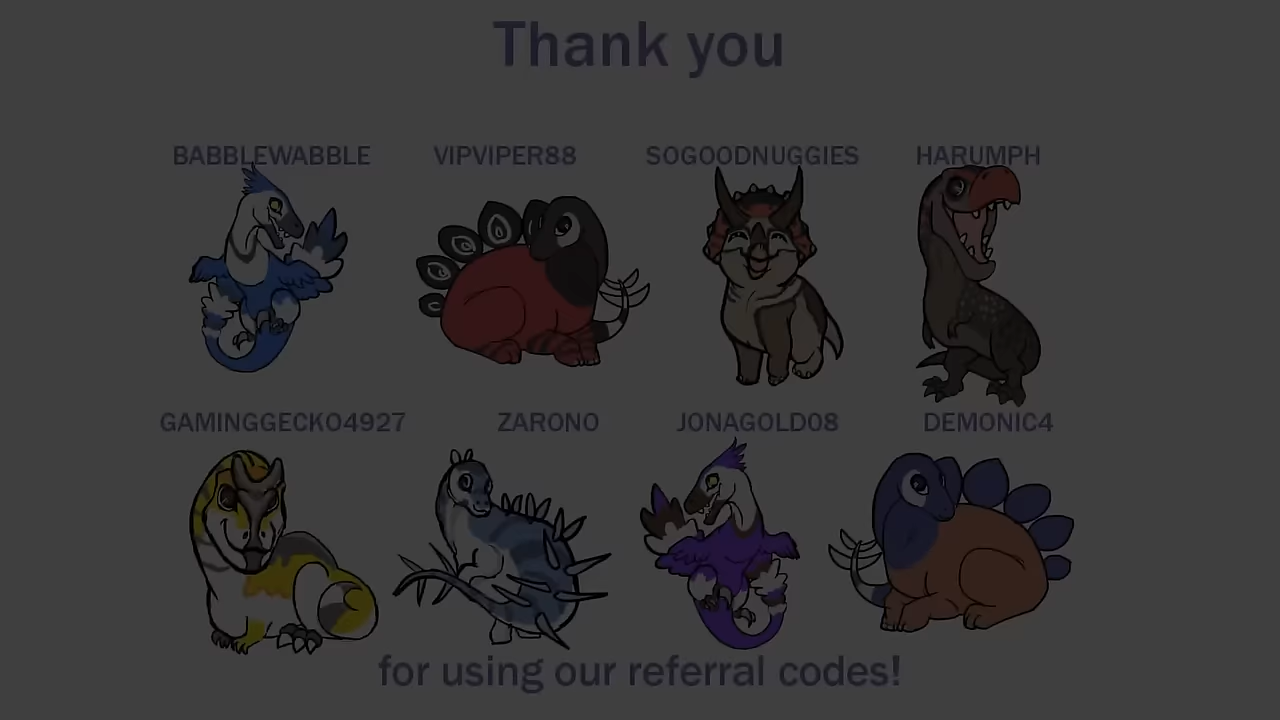 Thank you
BABBLEWABBLE VIPVIPER88 SOGOODNUGGIES HARUMPH
GAMINGGECKO4927 ZARONO JONAGOLD08 DEMONIC4
for using our referral codes!